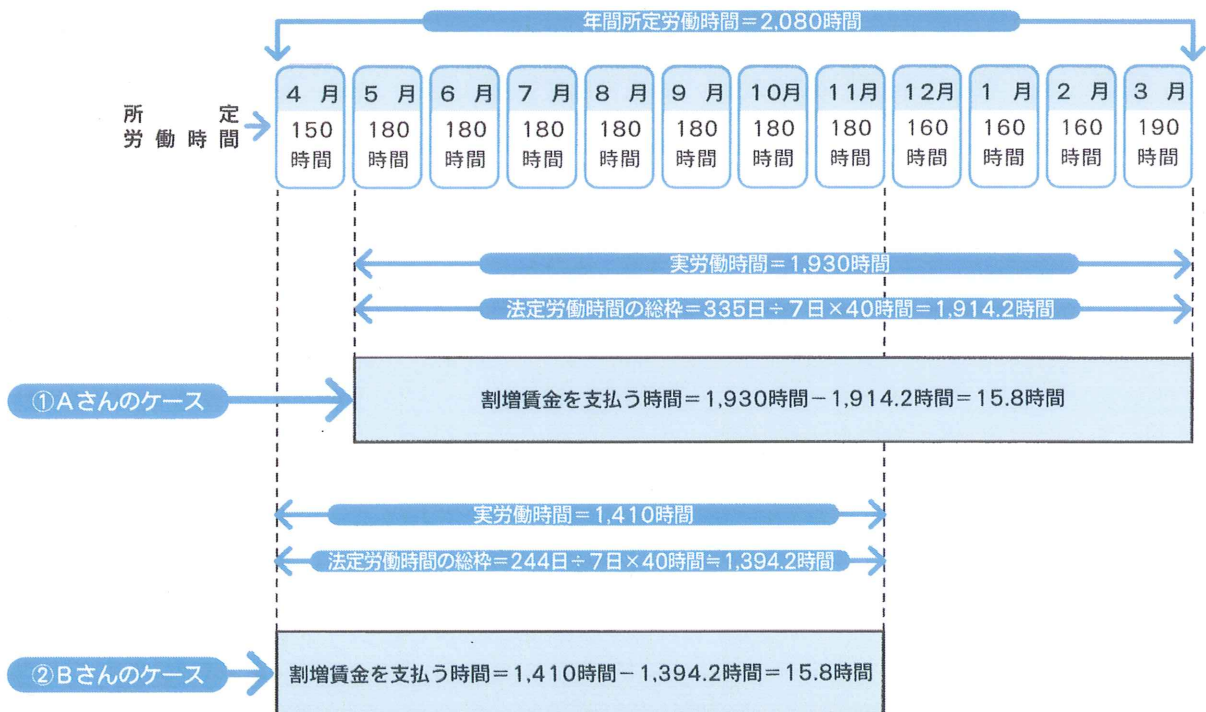 年間所定労働時間＝2,080時間
所定
労働時間
4月 5月 6月 7月 8月 9月 10月 11月 12月 1月 2月 3月
150 180 180 180 180 180 180 180 160 160 160 190
時間 時間 時間 時間 時間 時間 時間 時間 時間 時間 時間 時間
実労働時間＝1,930時間
法定労働時間の総枠＝335日÷7日×40時間＝1,914.2時間
①Aさんのケース
割増賃金を支払う時間＝1,930時間－1,914.2時間＝15.8時間
実労働時間＝1,410時間
法定労働時間の総枠＝244日÷7日×40時間≒1,394.2時間
②Bさんのケース
割増賃金を支払う時間＝1,410時間－1,394.2時間＝15.8時間